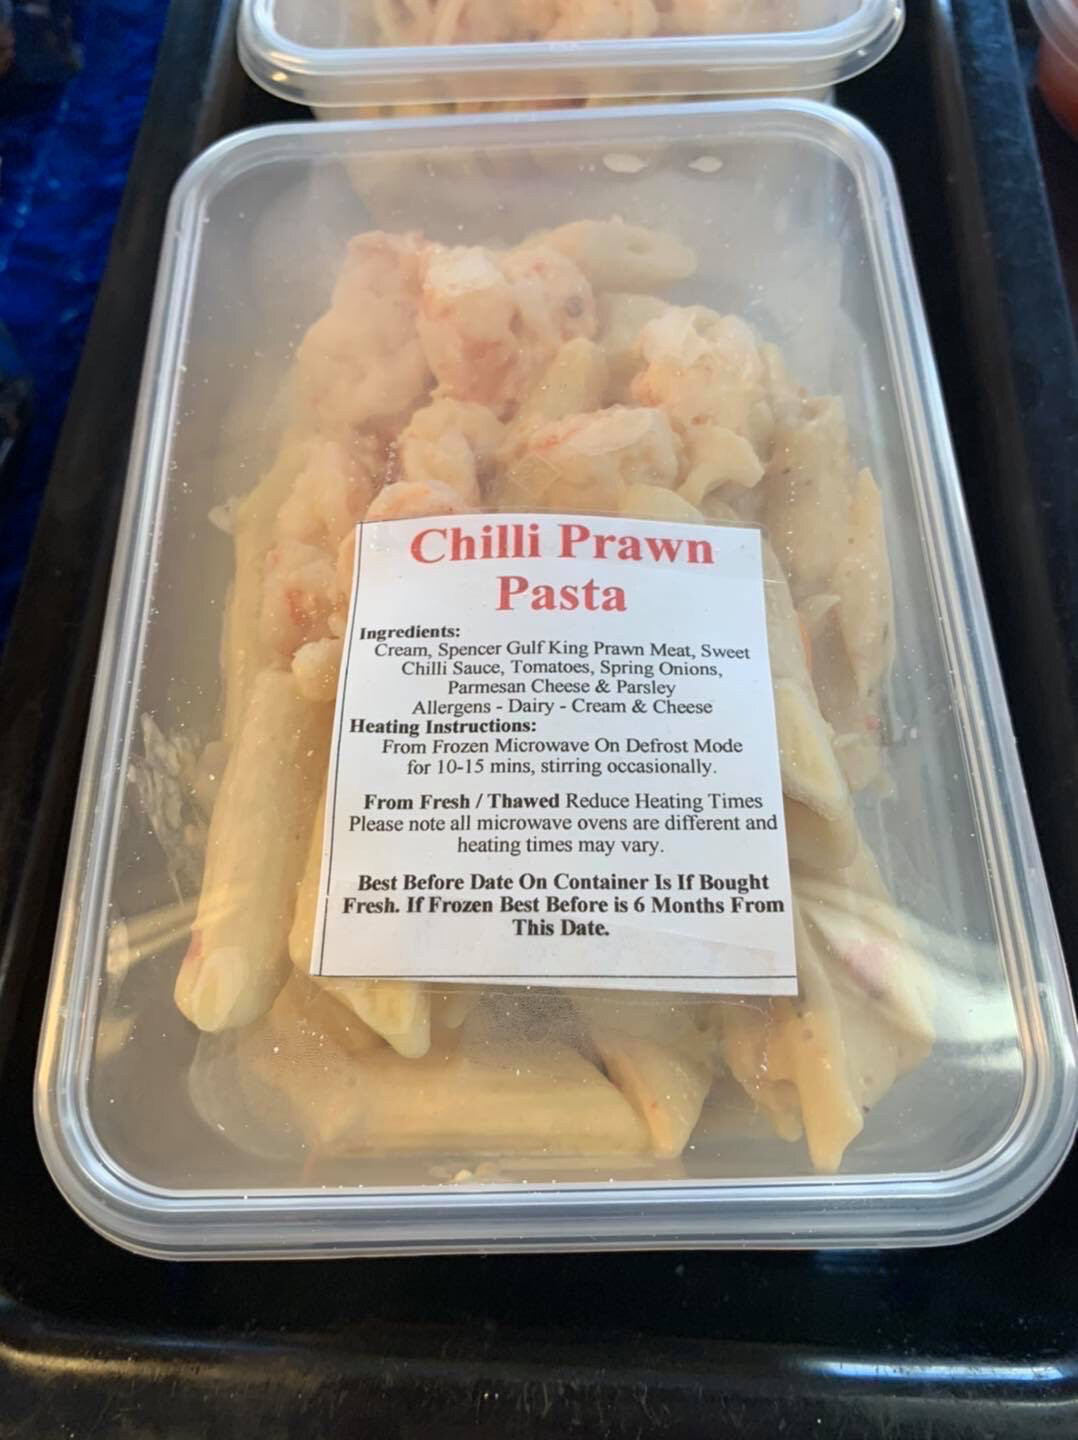 Chilli Prawn
Pasta
Ingredients:
Cream, Spencer Gulf King Prawn Meat, Sweet
Chilli Sauce, Tomatoes, Spring Onions,
Parmesan Cheese & Parsley
Allergens - Dairy - Cream & Cheese
Heating Instructions:
From Frozen Microwave On Defrost Mode
for 10-15 mins, stirring occasionally.
From Fresh / Thawed Reduce Heating Times
Please note all microwave ovens are different and
heating times may vary.
Best Before Date On Container Is If Bought
Fresh. If Frozen Best Before is 6 Months From
This Date.